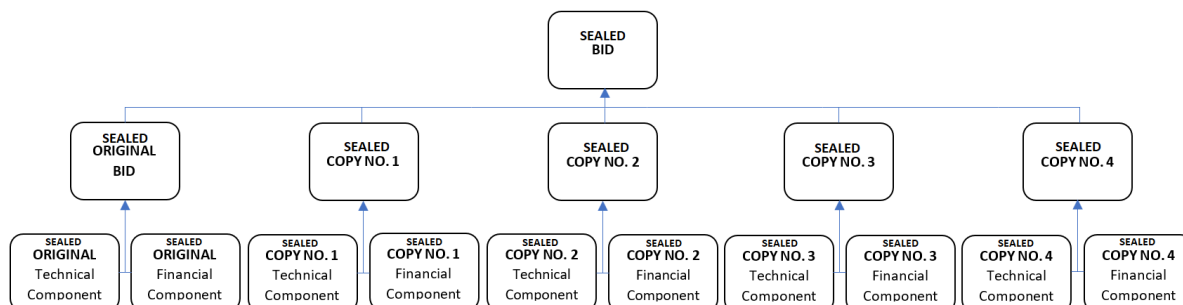 SEALED
BID
SEALED
ORIGINAL
BID
SEALED
COPY NO. 1
SEALED
COPY NO. 2
SEALED
COPY NO. 3
SEALED
COPY NO. 4
SEALED
ORIGINAL
Technical
Component
SEALED
ORIGINAL
Financial
Component
SEALED
COPY NO. 1
Technical
Component
SEALED
COPY NO. 1
Financial
Component
SEALED
COPY NO. 2
Technical
Component
SEALED
COPY NO. 2
Financial
Component
SEALED
COPY NO. 3
Technical
Component
SEALED
COPY NO. 3
Financial
Component
SEALED
COPY NO. 4
Technical
Component
SEALED
COPY NO. 4
Financial
Component